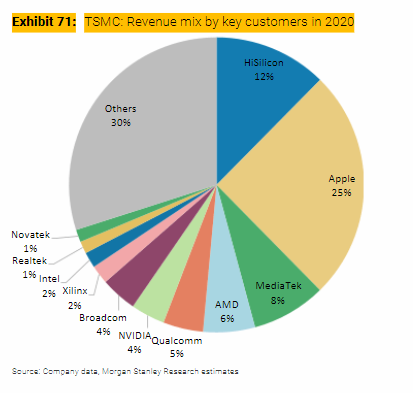 Exhibit 71: TSMC: Revenue mix by key customers in 2020
HiSilicon
12%
Apple
25%
MediaTek
8%
AMD
6%
Qualcomm
5%
NVIDIA
4%
Broadcom
4%
Xilinx
2%
Intel
2%
Realtek
1%
Novatek
1%
Others
30%
Source: Company data, Morgan Stanley Research estimates